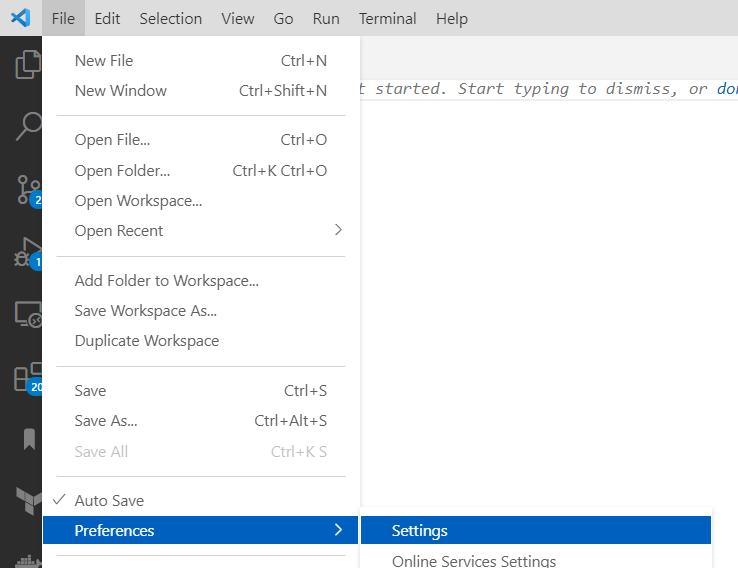 File Edit Selection View Go Run Terminal Help
New File Ctrl+N
New Window Ctrl+Shift+N
t started. Start typing to dismiss, or
Open File... Ctrl+O
Open Folder... Ctrl+K Ctrl+O
Open Workspace...
Open Recent
2
1
Add Folder to Workspace...
Save Workspace As...
Duplicate Workspace
20
Save Ctrl+S
Save As... Ctrl+Alt+S
Save All Ctrl+K S
Auto Save
Preferences Settings
Online Services Settings